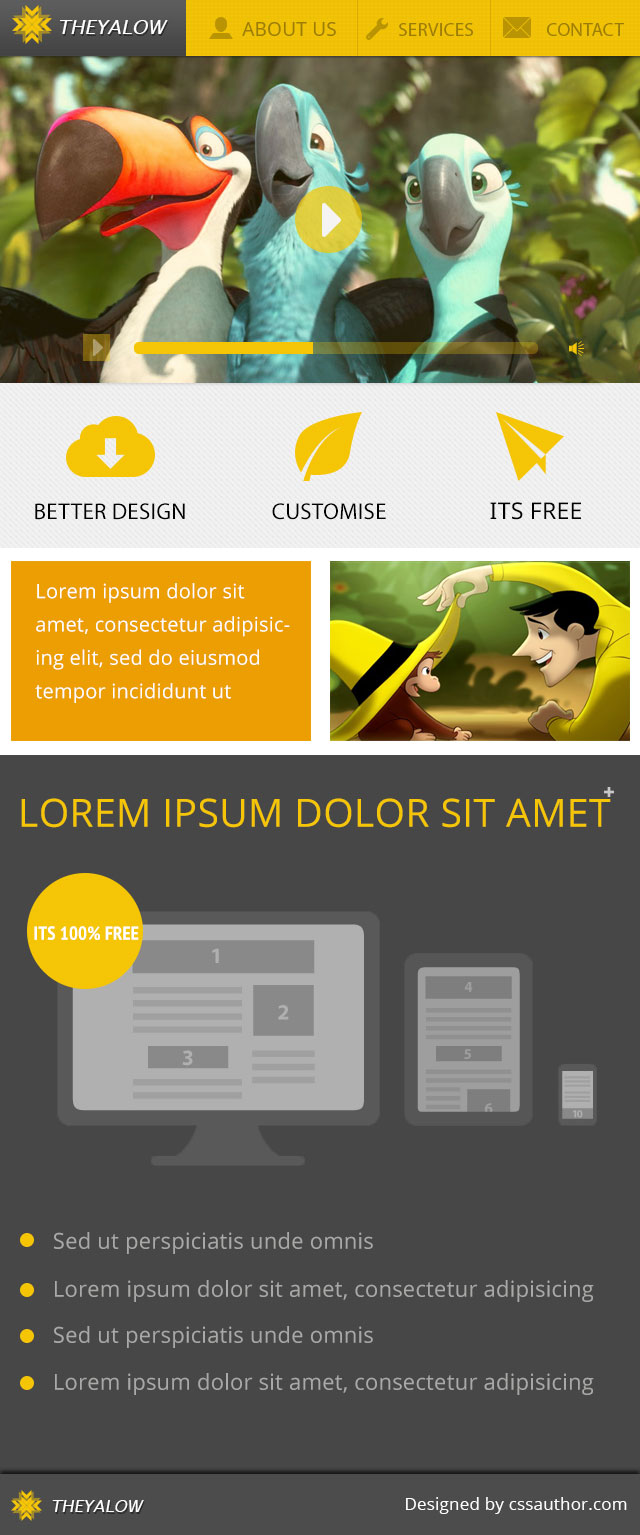 THEYALOW
ABOUT US
SERVICES
CONTACT
BETTER DESIGN
CUSTOMISE
ITS FREE
Lorem ipsum dolor sit
amet, consectetur adipisic-
ing elit, sed do eiusmod
tempor incididunt ut
LOREM IPSUM DOLOR SIT AMET
ITS 100% FREE
1
2
3
4
5
6
10
Sed ut perspiciatis unde omnis
Lorem ipsum dolor sit amet, consectetur adipisicing
Sed ut perspiciatis unde omnis
Lorem ipsum dolor sit amet, consectetur adipisicing
THEYALOW
Designed by cssauthor.com